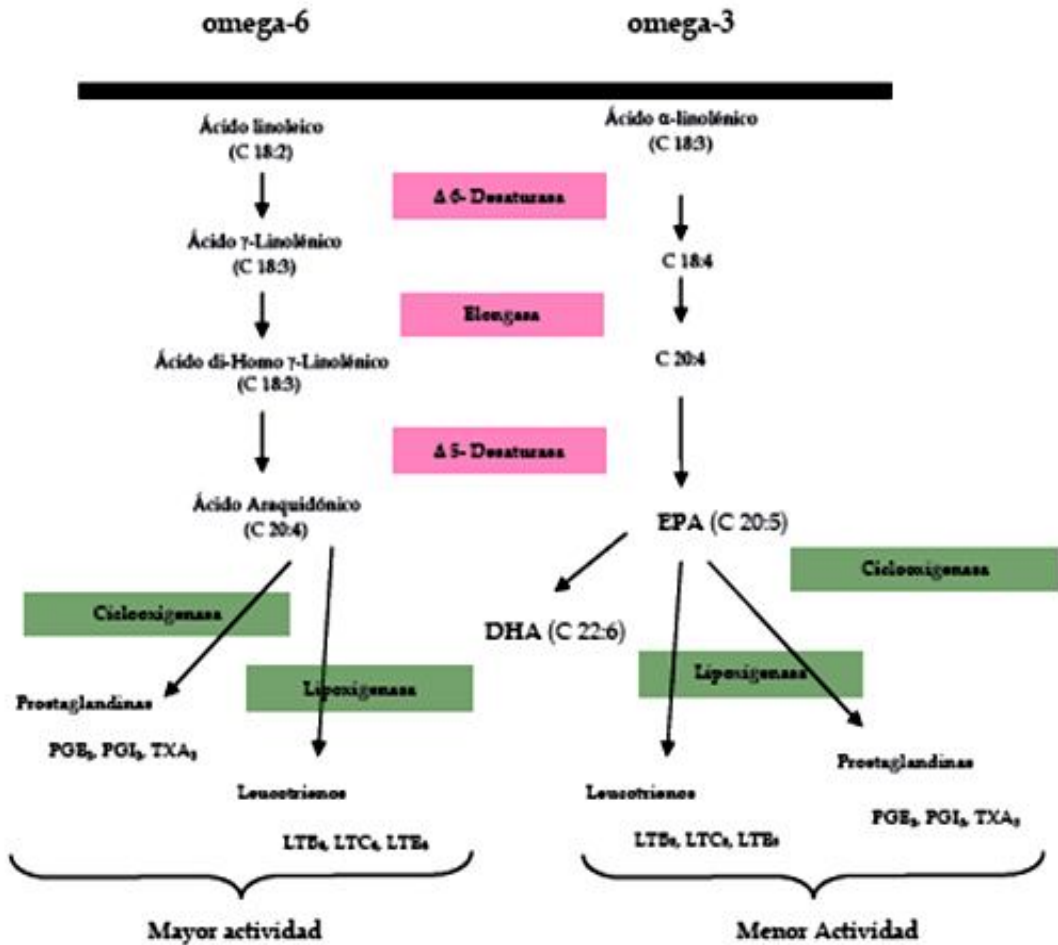 omega-6
omega-3
Ácido linoleico
(C 18:2)
Ácido α-linolénico
(C 18:3)
Δ 6- Desaturasa
Ácido γ-Linolénico
(C 18:3)
C 18:4
Elongasa
Ácido di-Homo γ-Linolénico
(C 18:3)
C 20:4
Δ 5- Desaturasa
Ácido Araquidónico
(C 20:4)
EPA (C 20:5)
Ciclooxigenasa
Ciclooxigenasa
DHA (C 22:6)
Lipoxigenasa
Lipoxigenasa
Prostaglandinas
PGE₂, PGI₂, TXA₂
Prostaglandinas
PGE₃, PGI₃, TXA₃
Leucotrienos
LTB₄, LTC₄, LTE₄
Leucotrienos
LTB₅, LTC₅, LTE₅
Mayor actividad
Menor Actividad